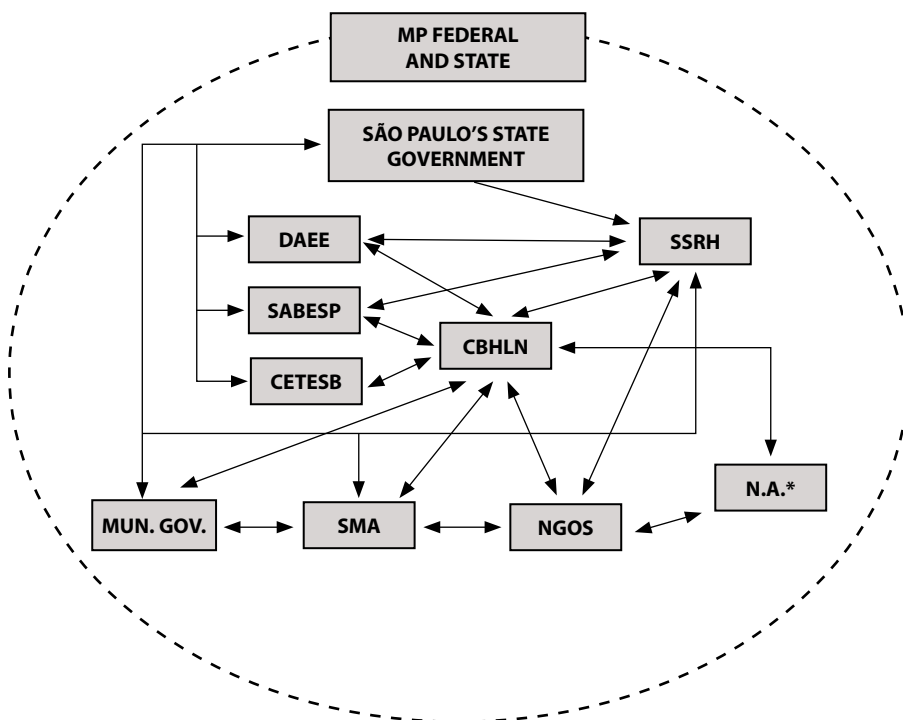 MP FEDERAL
AND STATE
SÃO PAULO'S STATE
GOVERNMENT
DAEE
SSRH
SABESP
CBHLN
CETESB
MUN. GOV.
SMA
NGOS
N.A.*